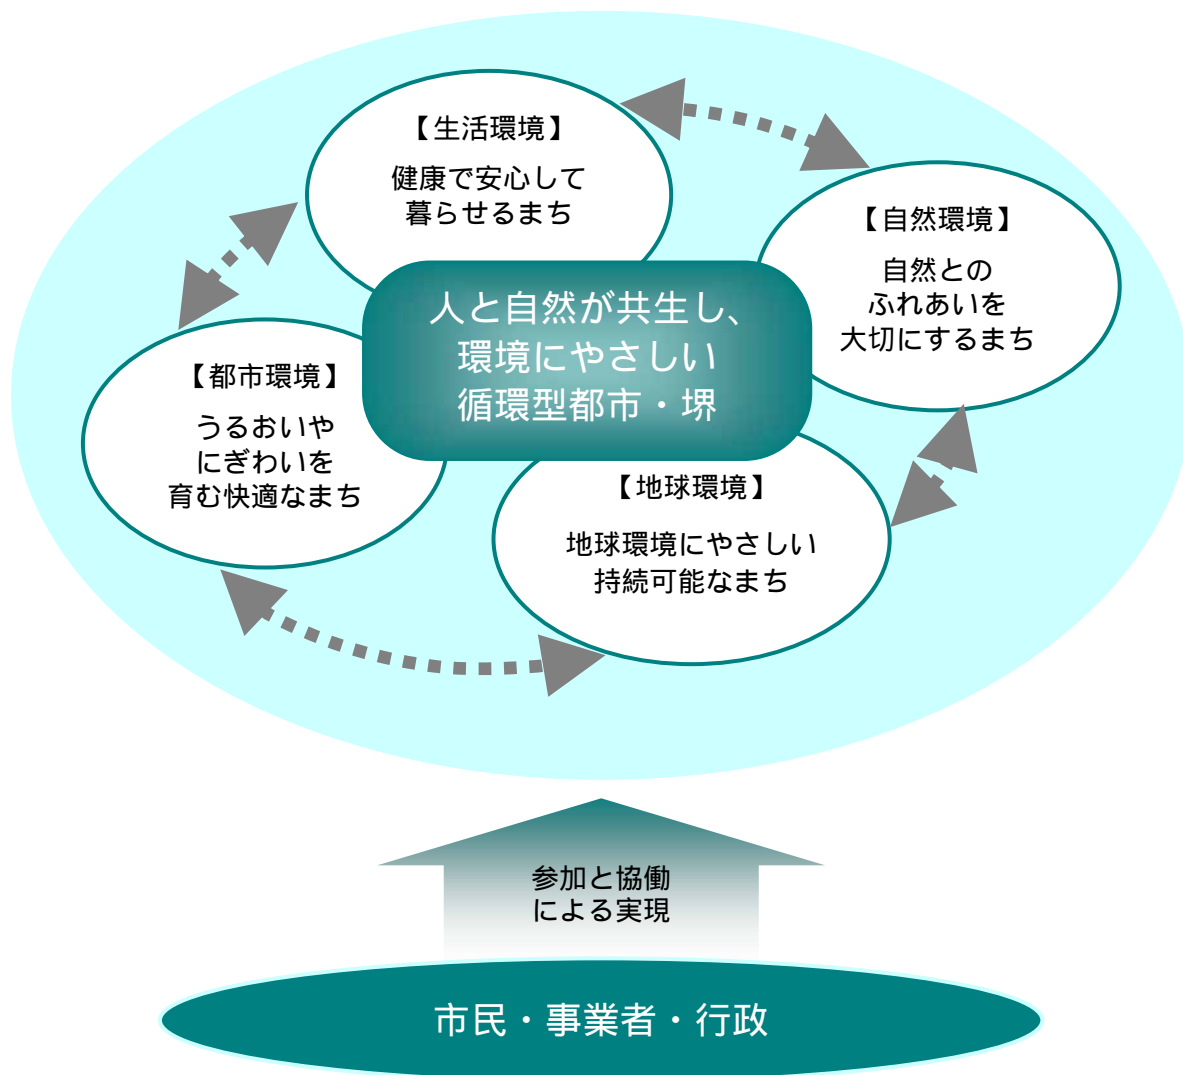 【生活環境】
健康で安心して
暮らせるまち
【自然環境】
自然との
ふれあいを
大切にするまち
人と自然が共生し、
環境にやさしい
循環型都市・堺
【都市環境】
うるおいや
にぎわいを
育む快適なまち
【地球環境】
地球環境にやさしい
持続可能なまち
参加と協働
による実現
市民・事業者・行政